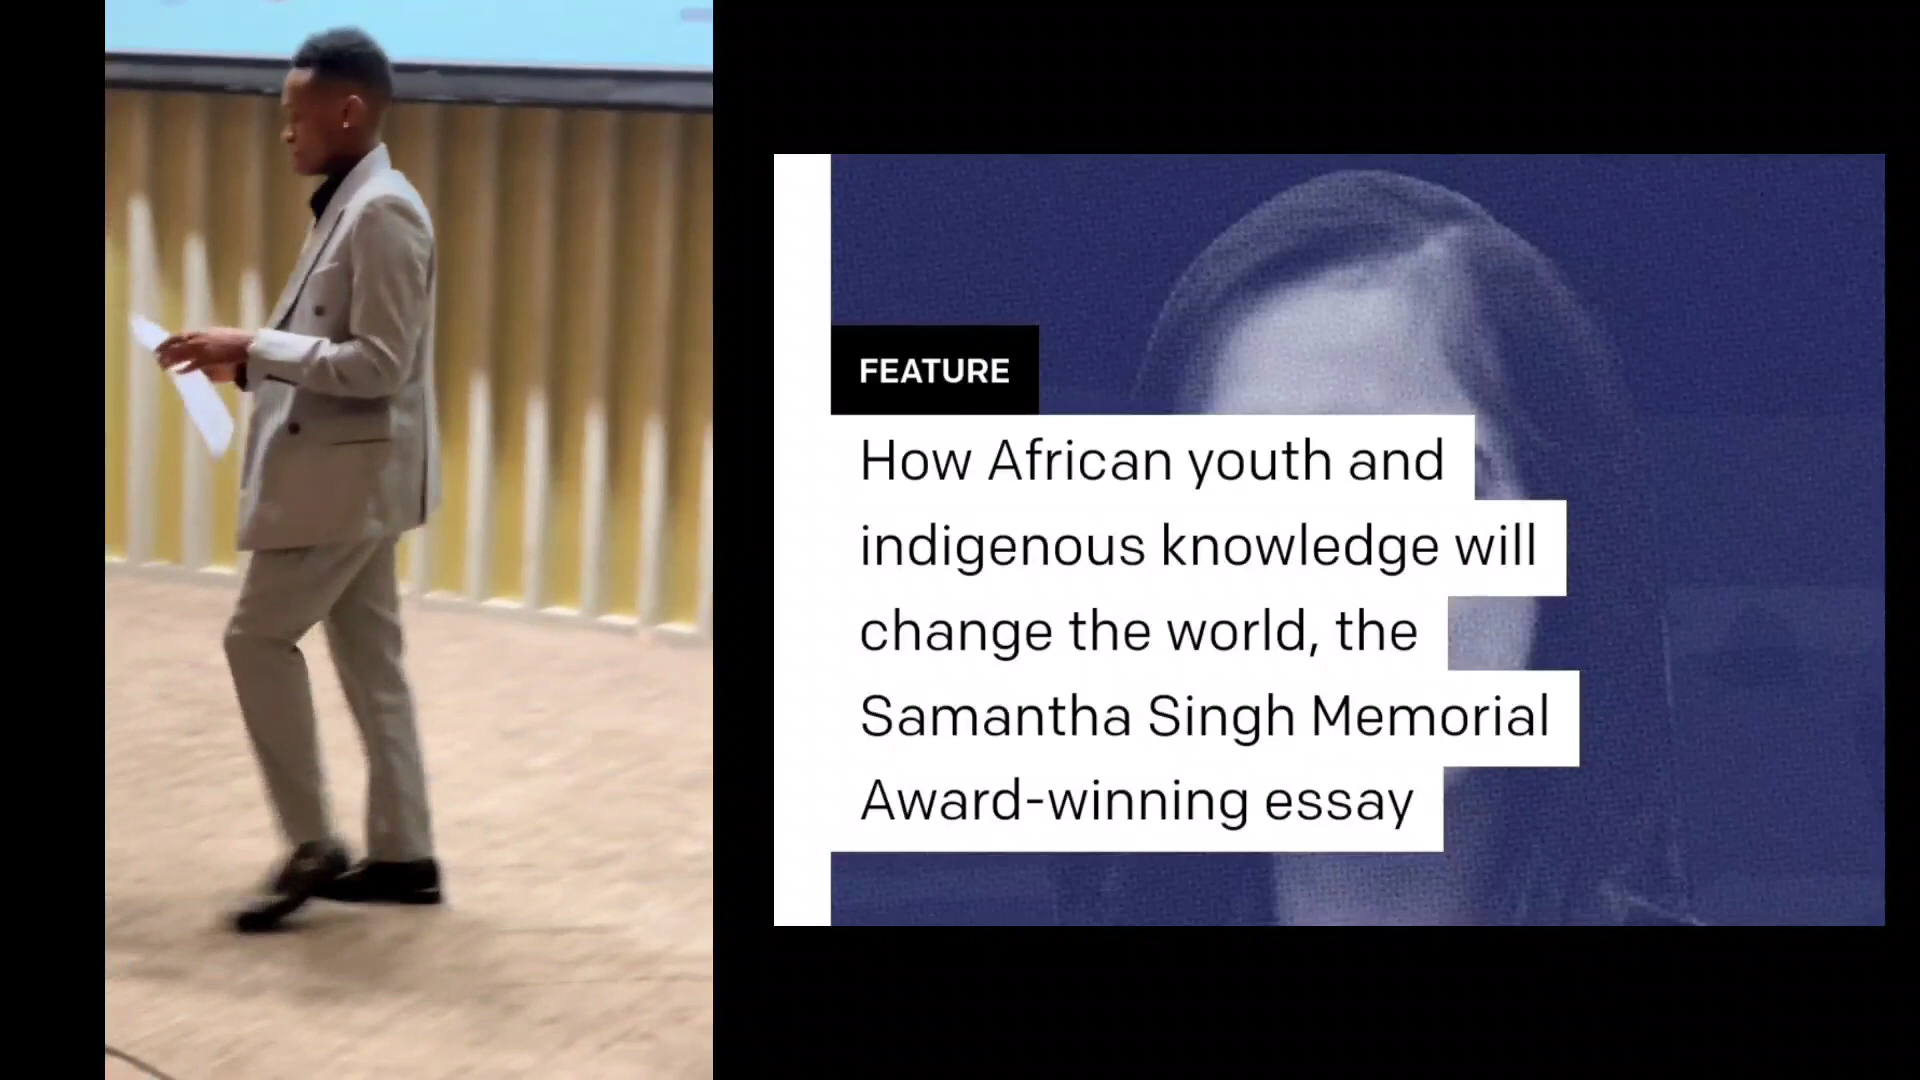 FEATURE
How African youth and
indigenous knowledge will
change the world, the
Samantha Singh Memorial
Award-winning essay